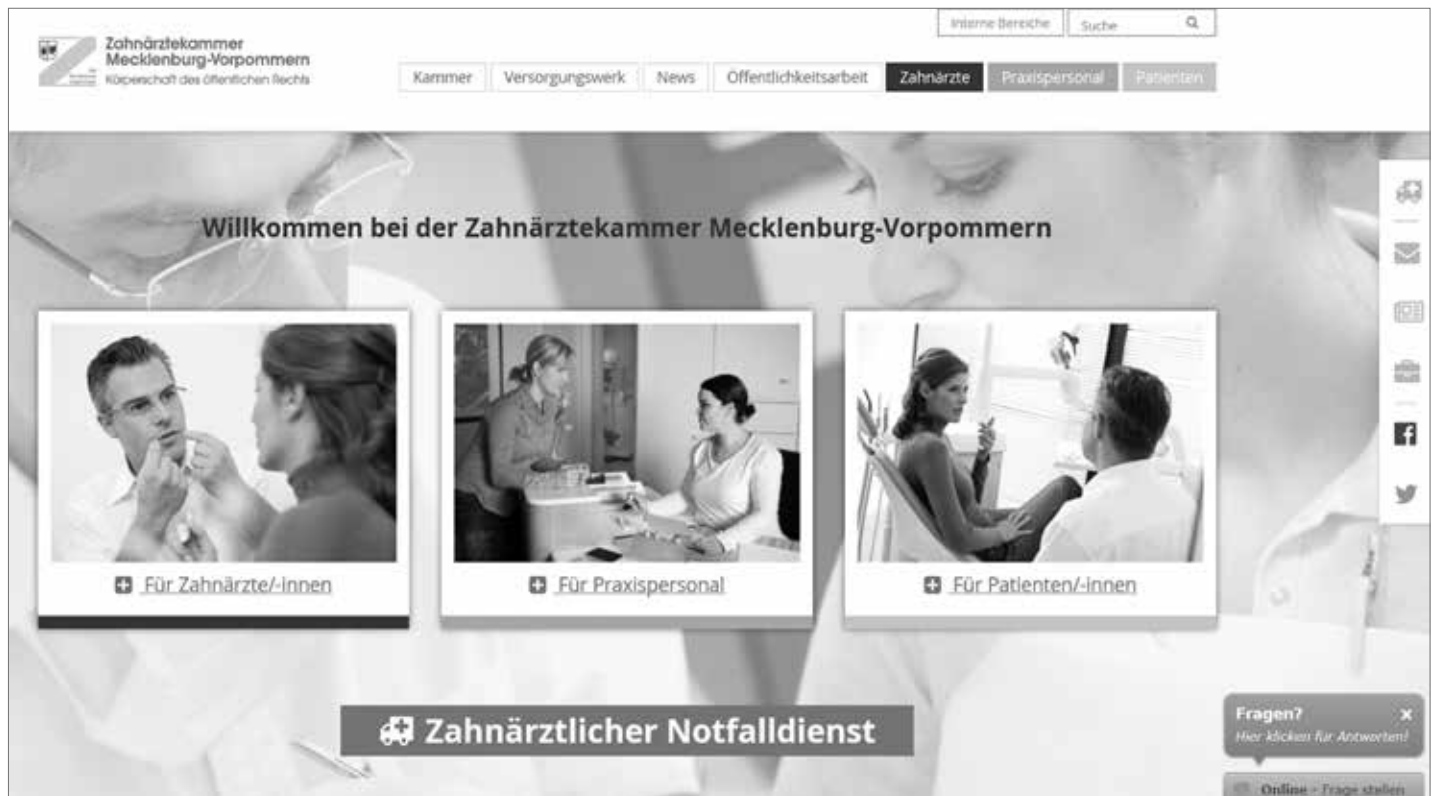 Interne Bereiche
Suche
Zahnärztekammer
Mecklenburg-Vorpommern
Körperschaft des öffentlichen Rechts
Kammer
Versorgungswerk
News
Öffentlichkeitsarbeit
Zahnärzte
Praxispersonal
Patienten
Willkommen bei der Zahnärztekammer Mecklenburg-Vorpommern
Für Zahnärzte/-innen
Für Praxispersonal
Für Patienten/-innen
Zahnärztlicher Notfalldienst
Fragen? x
Hier klicken für Antworten!
Online - Frage stellen